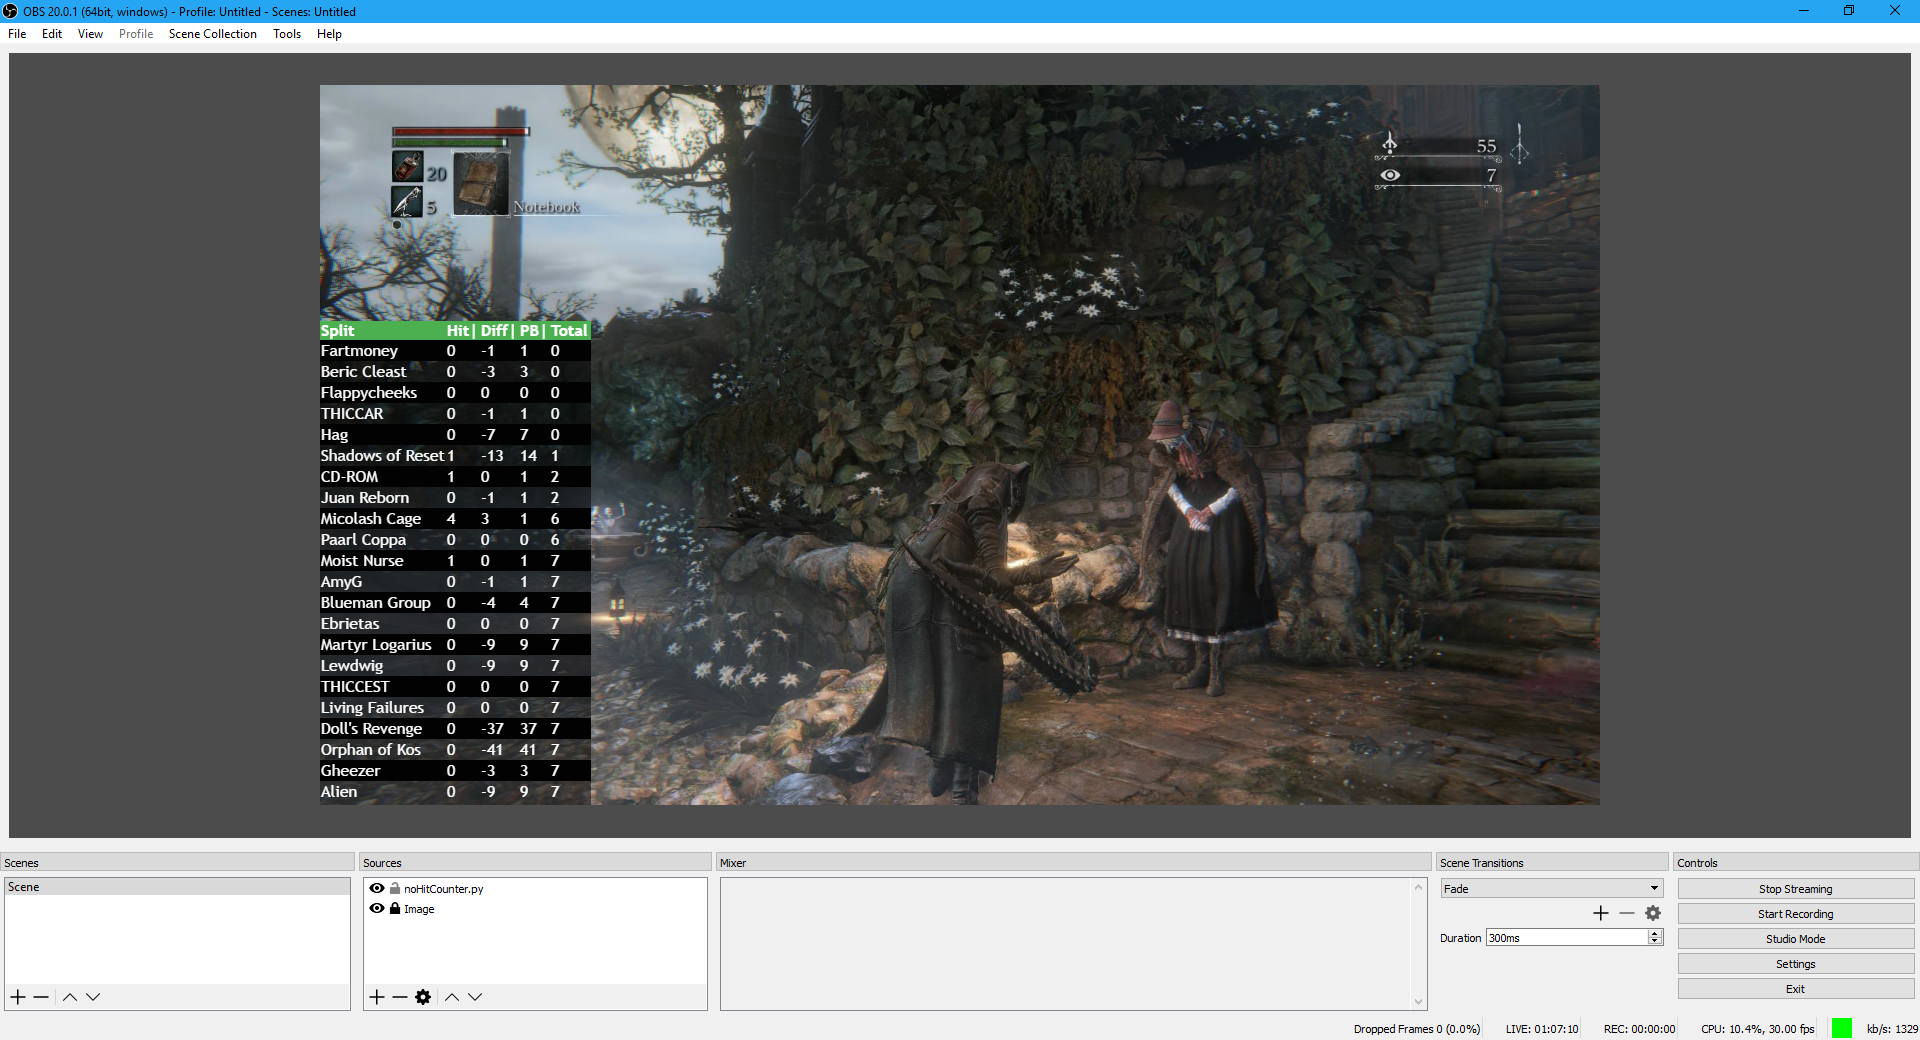 OBS 20.0.1 (64bit, windows) - Profile: Untitled - Scenes: Untitled
File Edit View Profile Scene Collection Tools Help
20
5
Notebook
55
7
Split Hit| Diff| PB| Total
Fartmoney 0 -1 1 0
Beric Cleast 0 -3 3 0
Flappycheeks 0 0 0 0
THICCAR 0 -1 1 0
Hag 0 -7 7 0
Shadows of Reset 1 -13 14 1
CD-ROM 1 0 1 2
Juan Reborn 0 -1 1 2
Micolash Cage 4 3 1 6
Paarl Coppa 0 0 0 6
Moist Nurse 1 0 1 7
AmyG 0 -1 1 7
Blueman Group 0 -4 4 7
Ebrietas 0 0 0 7
Martyr Logarius 0 -9 9 7
Lewdwig 0 -9 9 7
THICCEST 0 0 0 7
Living Failures 0 0 0 7
Doll's Revenge 0 -37 37 7
Orphan of Kos 0 -41 41 7
Gheezer 0 -3 3 7
Alien 0 -9 9 7
Scenes
Scene
Sources
noHitCounter.py
Image
Mixer
Scene Transitions
Fade
Duration 300ms
Controls
Stop Streaming
Start Recording
Studio Mode
Settings
Exit
Dropped Frames 0 (0.0%) LIVE: 01:07:10 REC: 00:00:00 CPU: 10.4%, 30.00 fps kb/s: 1329